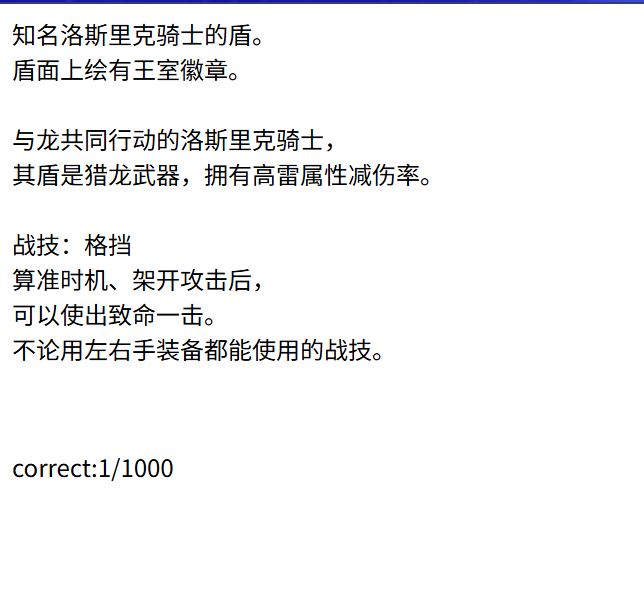 知名洛斯里克骑士的盾。
盾面上绘有王室徽章。
与龙共同行动的洛斯里克骑士，
其盾是猎龙武器，拥有高雷属性减伤率。
战技：格挡
算准时机、架开攻击后，
可以使出致命一击。
不论用左右手装备都能使用的战技。
correct:1/1000